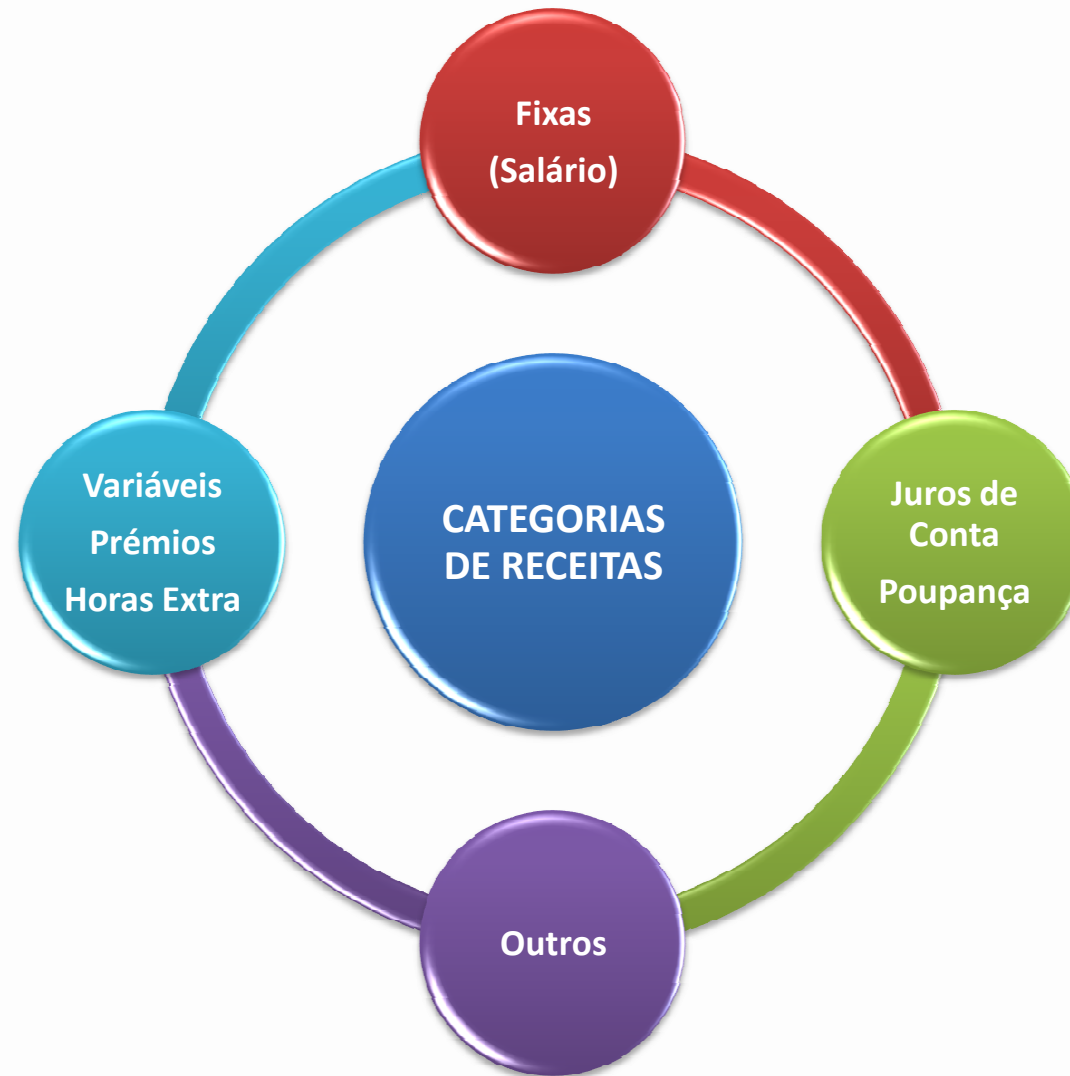 Fixas
(Salário)
Variáveis
Prémios
Horas Extra
CATEGORIAS
DE RECEITAS
Juros de
Conta
Poupança
Outros